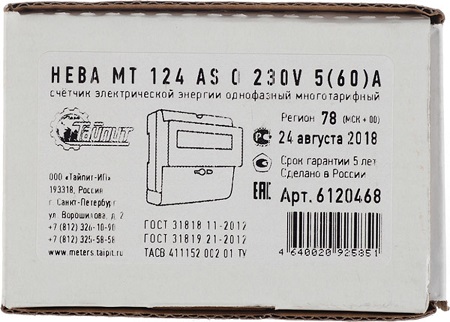 НЕВА МТ 124 AS O 230V 5(60)A
счётчик электрической энергии однофазный многотарифный
Тайпит
Регион 78 (МСК + 00)
24 августа 2018
Срок гарантии 5 лет
Сделано в России
ООО «Тайпит-ИП»
193318, Россия
г. Санкт-Петербург
ул. Ворошилова, д. 2
+7 (812) 326-10-90
+7 (812) 325-58-58
www.meters.taipit.ru
ГОСТ 31818 11-2012
ГОСТ 31819 21-2012
ТАСВ 411152 002 01 ТУ
EAC Арт. 6120468
4 640020 925851